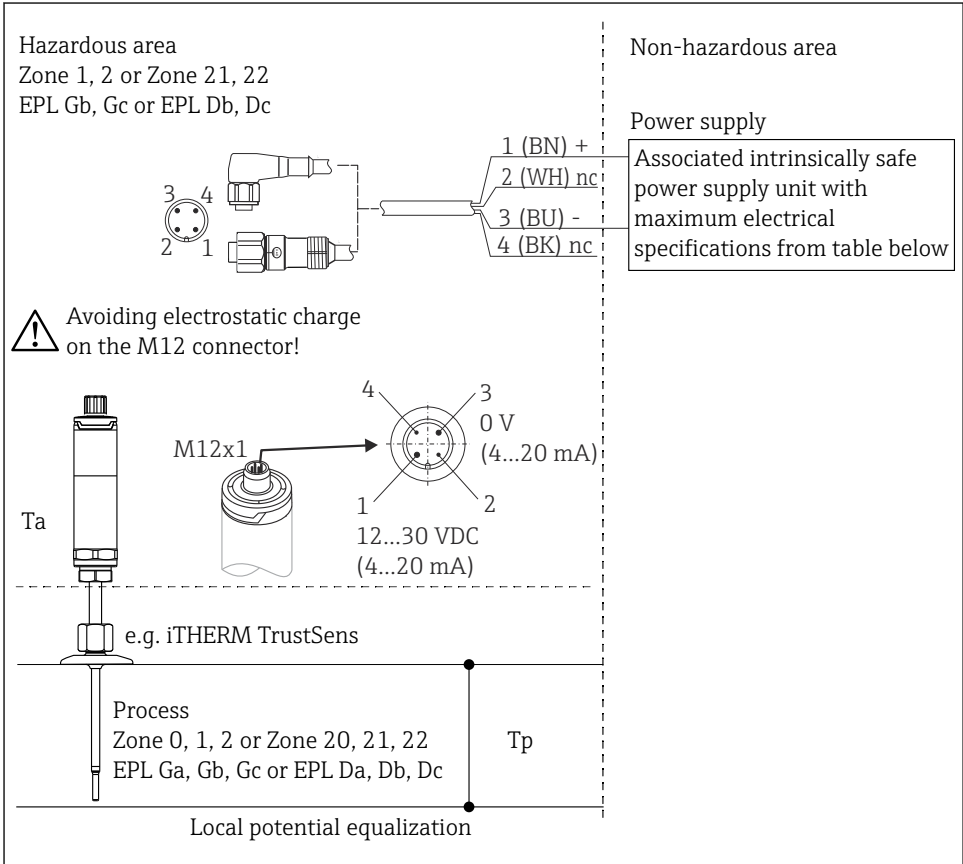 Hazardous area
Zone 1, 2 or Zone 21, 22
EPL Gb, Gc or EPL Db, Dc
Non-hazardous area
Power supply
1 (BN) +
2 (WH) nc
3 (BU) -
4 (BK) nc
Associated intrinsically safe
power supply unit with
maximum electrical
specifications from table below
3 4
2 1
Avoiding electrostatic charge
on the M12 connector!
4
3
0 V
(4...20 mA)
M12x1
1
2
12...30 VDC
(4...20 mA)
Ta
e.g. iTHERM TrustSens
Process
Zone 0, 1, 2 or Zone 20, 21, 22
EPL Ga, Gb, Gc or EPL Da, Db, Dc
Tp
Local potential equalization